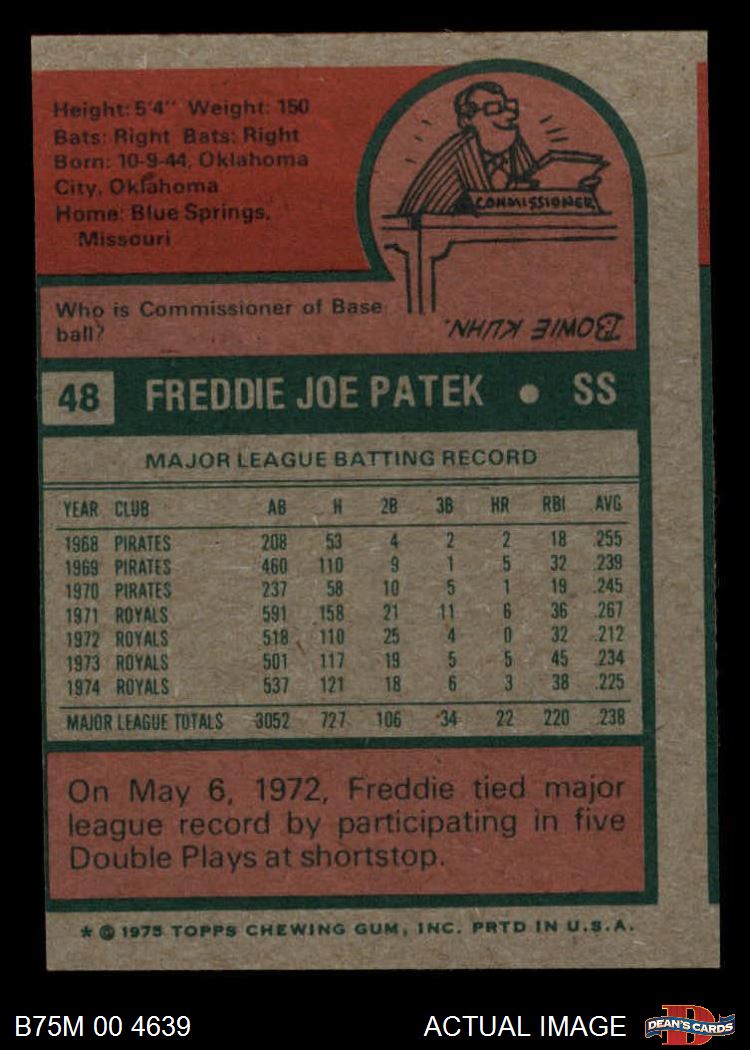 Height: 5'4" Weight: 150
Bats: Right Bats: Right
Born: 10-9-44, Oklahoma
City, Oklahoma
Home: Blue Springs,
Missouri
COMMISSIONER
Who is Commissioner of Base
ball?
BOWIE KUHN.
48 FREDDIE JOE PATEK • SS
MAJOR LEAGUE BATTING RECORD
YEAR CLUB AB H 2B 3B HR RBI AVG
1968 PIRATES 208 53 4 2 2 18 .255
1969 PIRATES 460 110 9 1 5 32 .239
1970 PIRATES 237 58 10 5 1 19 .245
1971 ROYALS 591 158 21 11 6 36 .267
1972 ROYALS 518 110 25 4 0 32 .212
1973 ROYALS 501 117 19 5 5 45 .234
1974 ROYALS 537 121 18 6 3 38 .225
MAJOR LEAGUE TOTALS 3052 727 106 34 22 220 .238
On May 6, 1972, Freddie tied major
league record by participating in five
Double Plays at shortstop.
* © 1975 TOPPS CHEWING GUM, INC. PRTD IN U.S.A.
B75M 00 4639 ACTUAL IMAGE
D
DEAN'S CARDS